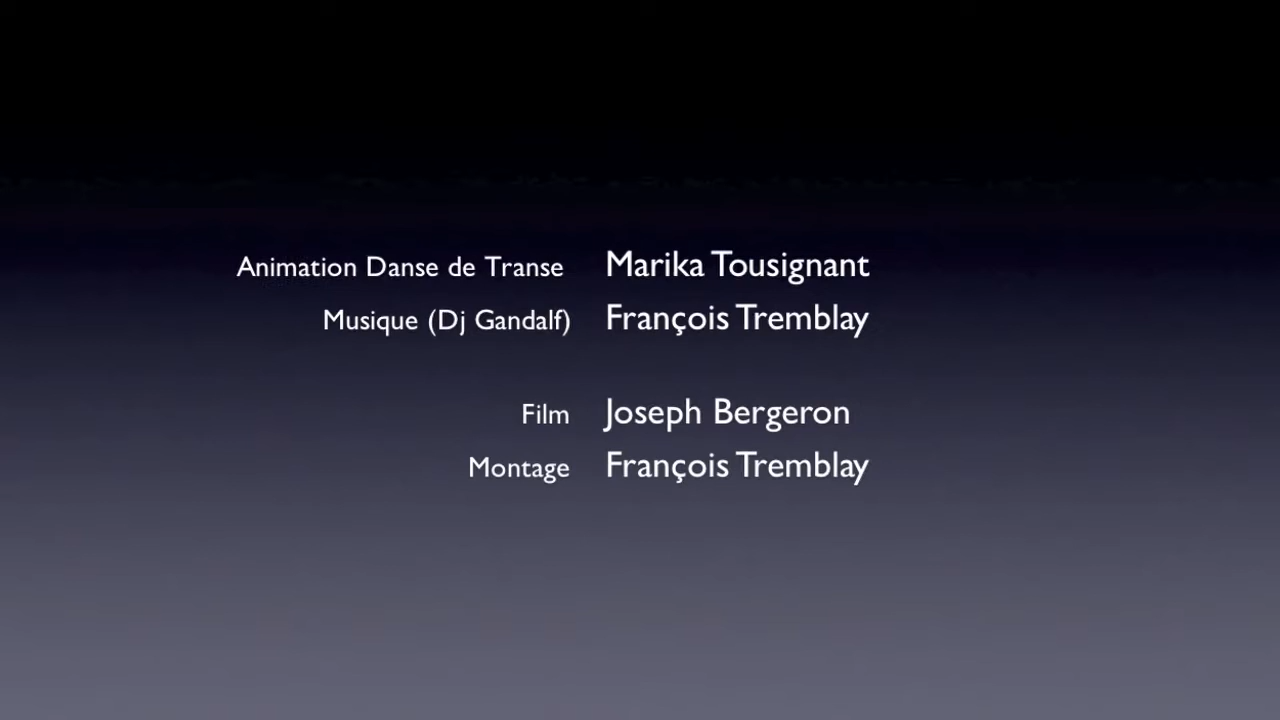 Animation Danse de Transe Marika Tousignant
Musique (Dj Gandalf) François Tremblay
Film Joseph Bergeron
Montage François Tremblay